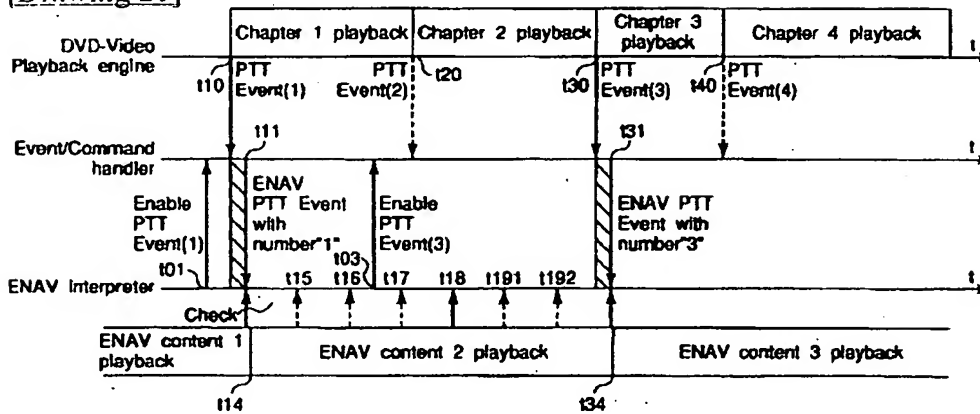 Chapter 1 playback
Chapter 2 playback
Chapter 3
playback
Chapter 4 playback
DVD-Video
Playback engine
t
t10
PTT
Event(1)
PTT
Event(2)
t20
t30
PTT
Event(3)
t40
PTT
Event(4)
t11
t31
Event/Command
handler
t
Enable
PTT
Event(1)
t01
ENAV
PTT Event
with
number"1"
t03
Enable
PTT
Event(3)
ENAV PTT
Event with
number"3"
ENAV Interpreter
t15
t16
t17
t18
t191
t192
t
Check
ENAV content 1
playback
ENAV content 2 playback
ENAV content 3 playback
t14
t34